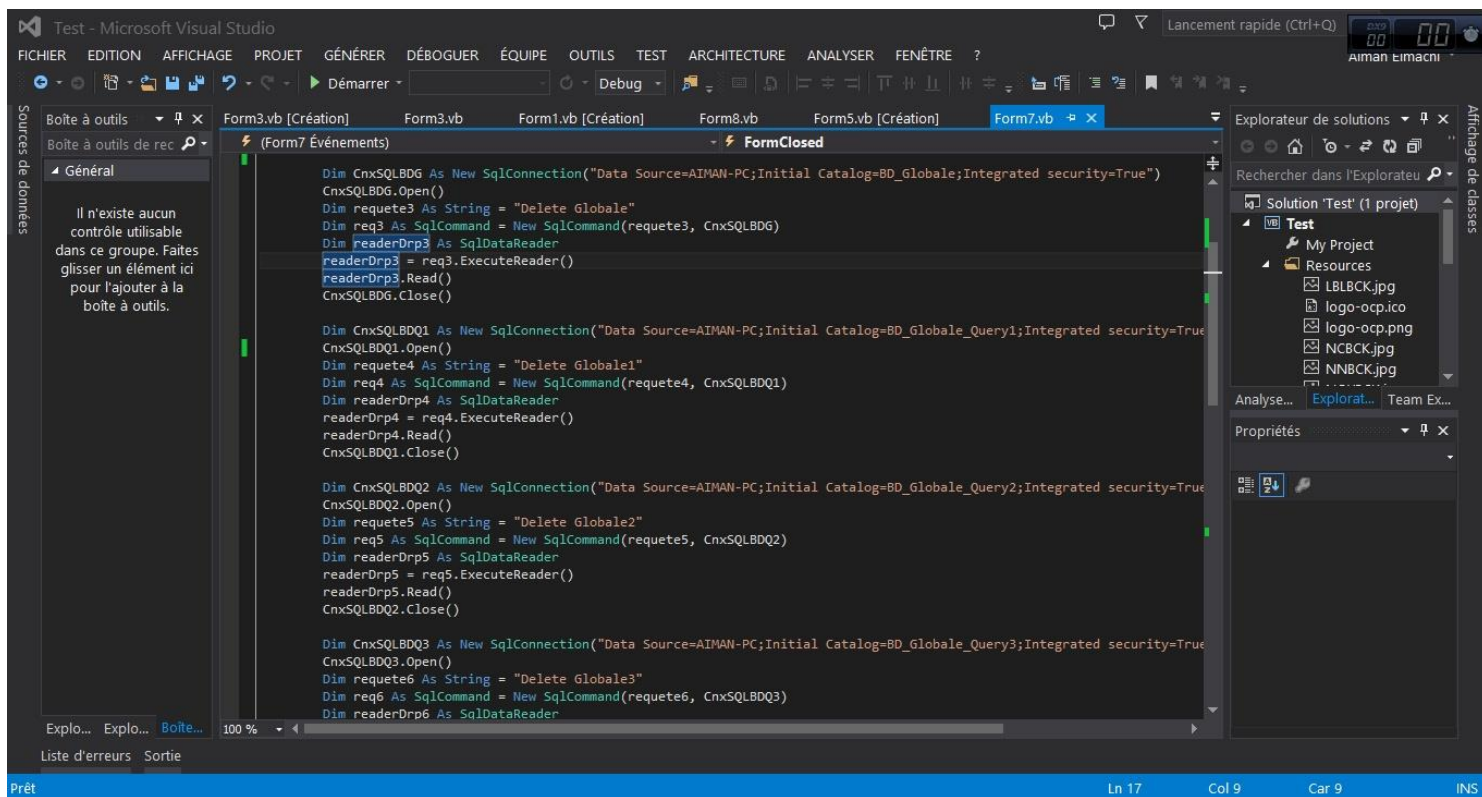 Test - Microsoft Visual Studio
Lancement rapide (Ctrl+Q)
DX9
00
00
FICHIER EDITION AFFICHAGE PROJET GÉNÉRER DÉBOGUER ÉQUIPE OUTILS TEST ARCHITECTURE ANALYSER FENÊTRE ?
Aiman Elmachi
Démarrer
Debug
Sources de données
Boîte à outils
Boîte à outils de rec
Général
Il n'existe aucun
contrôle utilisable
dans ce groupe. Faites
glisser un élément ici
pour l'ajouter à la
boîte à outils.
Explo... Explo... Boîte...
Form3.vb [Création] Form3.vb Form1.vb [Création] Form8.vb Form5.vb [Création] Form7.vb
(Form7 Événements) FormClosed
Dim CnxSQLBDG As New SqlConnection("Data Source=AIMAN-PC;Initial Catalog=BD_Globale;Integrated security=True")
CnxSQLBDG.Open()
Dim requete3 As String = "Delete Globale"
Dim req3 As SqlCommand = New SqlCommand(requete3, CnxSQLBDG)
Dim readerDrp3 As SqlDataReader
readerDrp3 = req3.ExecuteReader()
readerDrp3.Read()
CnxSQLBDG.Close()
Dim CnxSQLBDQ1 As New SqlConnection("Data Source=AIMAN-PC;Initial Catalog=BD_Globale_Query1;Integrated security=True
CnxSQLBDQ1.Open()
Dim requete4 As String = "Delete Globale1"
Dim req4 As SqlCommand = New SqlCommand(requete4, CnxSQLBDQ1)
Dim readerDrp4 As SqlDataReader
readerDrp4 = req4.ExecuteReader()
readerDrp4.Read()
CnxSQLBDQ1.Close()
Dim CnxSQLBDQ2 As New SqlConnection("Data Source=AIMAN-PC;Initial Catalog=BD_Globale_Query2;Integrated security=True
CnxSQLBDQ2.Open()
Dim requete5 As String = "Delete Globale2"
Dim req5 As SqlCommand = New SqlCommand(requete5, CnxSQLBDQ2)
Dim readerDrp5 As SqlDataReader
readerDrp5 = req5.ExecuteReader()
readerDrp5.Read()
CnxSQLBDQ2.Close()
Dim CnxSQLBDQ3 As New SqlConnection("Data Source=AIMAN-PC;Initial Catalog=BD_Globale_Query3;Integrated security=True
CnxSQLBDQ3.Open()
Dim requete6 As String = "Delete Globale3"
Dim req6 As SqlCommand = New SqlCommand(requete6, CnxSQLBDQ3)
Dim readerDrp6 As SqlDataReader
100 %
Explorateur de solutions
Rechercher dans l'Explorateu
Solution 'Test' (1 projet)
VB Test
My Project
Resources
LBLBCK.jpg
logo-ocp.ico
logo-ocp.png
NCBCK.jpg
NNBCK.jpg
Analyse... Explorat... Team Ex...
Propriétés
Affichage de classes
Liste d'erreurs Sortie
Prêt
Ln 17 Col 9 Car 9 INS